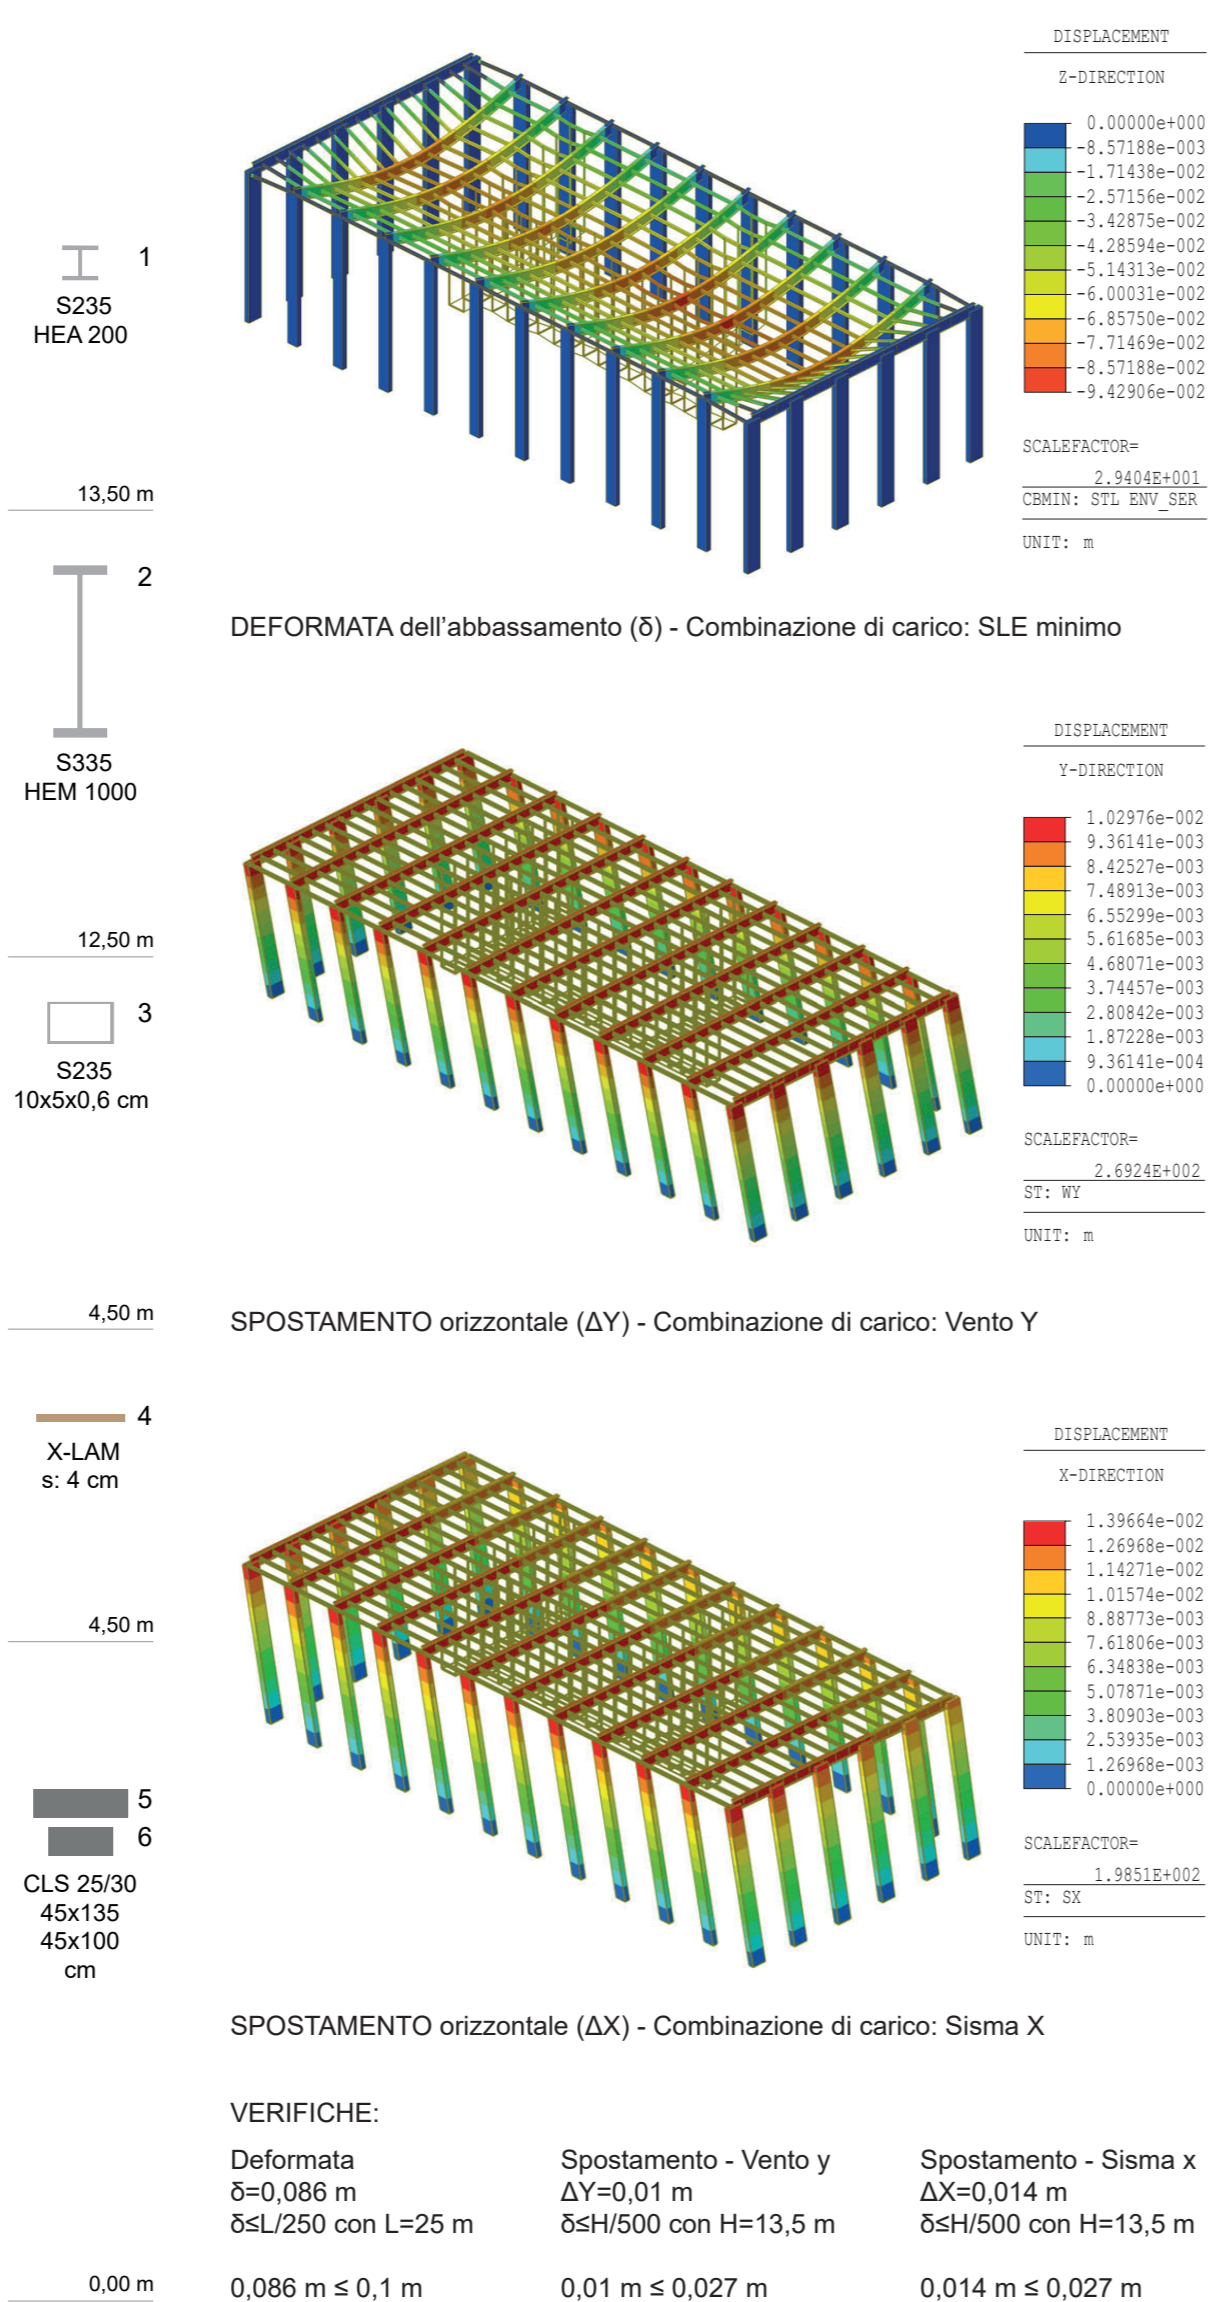 1
S235
HEA 200
13,50 m
2
S335
HEM 1000
12,50 m
3
S235
10x5x0,6 cm
4,50 m
4
X-LAM
s: 4 cm
4,50 m
5
6
CLS 25/30
45x135
45x100
cm
0,00 m
DISPLACEMENT
Z-DIRECTION
0.00000e+000
-8.57188e-003
-1.71438e-002
-2.57156e-002
-3.42875e-002
-4.28594e-002
-5.14313e-002
-6.00031e-002
-6.85750e-002
-7.71469e-002
-8.57188e-002
-9.42906e-002
SCALEFACTOR=
2.9404E+001
CBMIN: STL ENV_SER
UNIT: m
DEFORMATA dell'abbassamento (δ) - Combinazione di carico: SLE minimo
DISPLACEMENT
Y-DIRECTION
1.02976e-002
9.36141e-003
8.42527e-003
7.48913e-003
6.55299e-003
5.61685e-003
4.68071e-003
3.74457e-003
2.80842e-003
1.87228e-003
9.36141e-004
0.00000e+000
SCALEFACTOR=
2.6924E+002
ST: WY
UNIT: m
SPOSTAMENTO orizzontale (ΔY) - Combinazione di carico: Vento Y
DISPLACEMENT
X-DIRECTION
1.39664e-002
1.26968e-002
1.14271e-002
1.01574e-002
8.88773e-003
7.61806e-003
6.34838e-003
5.07871e-003
3.80903e-003
2.53935e-003
1.26968e-003
0.00000e+000
SCALEFACTOR=
1.9851E+002
ST: SX
UNIT: m
SPOSTAMENTO orizzontale (ΔX) - Combinazione di carico: Sisma X
VERIFICHE:
Deformata
δ=0,086 m
δ≤L/250 con L=25 m
0,086 m ≤ 0,1 m
Spostamento - Vento y
ΔY=0,01 m
δ≤H/500 con H=13,5 m
0,01 m ≤ 0,027 m
Spostamento - Sisma x
ΔX=0,014 m
δ≤H/500 con H=13,5 m
0,014 m ≤ 0,027 m